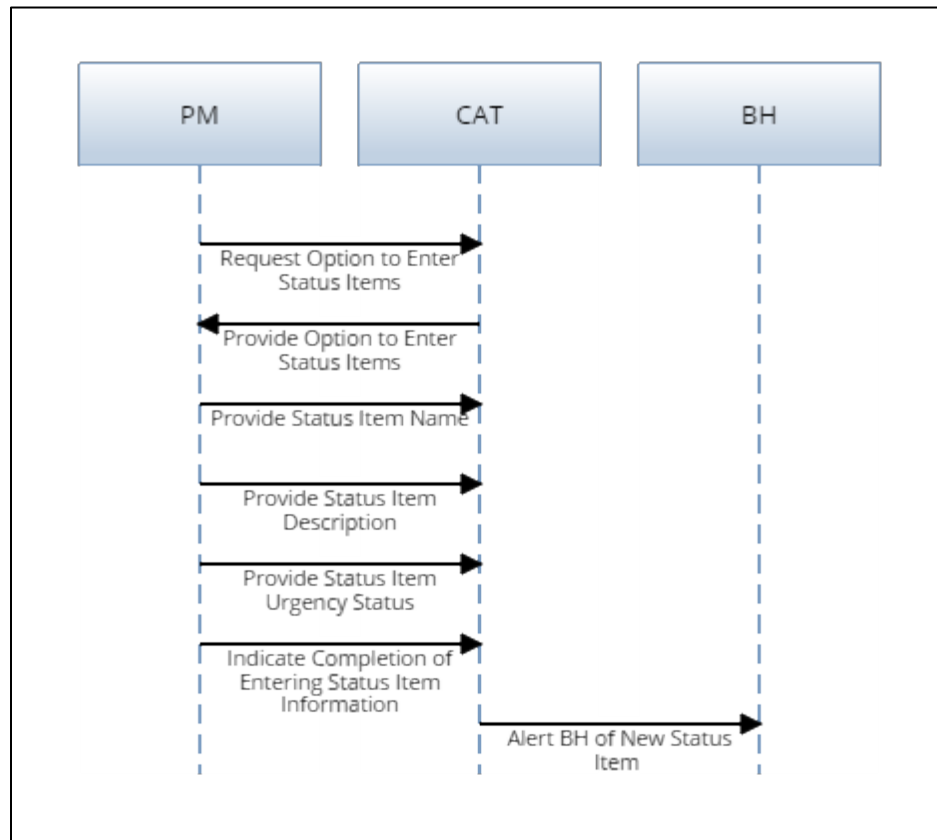 PM
CAT
BH
Request Option to Enter
Status Items
Provide Option to Enter
Status Items
Provide Status Item Name
Provide Status Item
Description
Provide Status Item
Urgency Status
Indicate Completion of
Entering Status Item
Information
Alert BH of New Status
Item